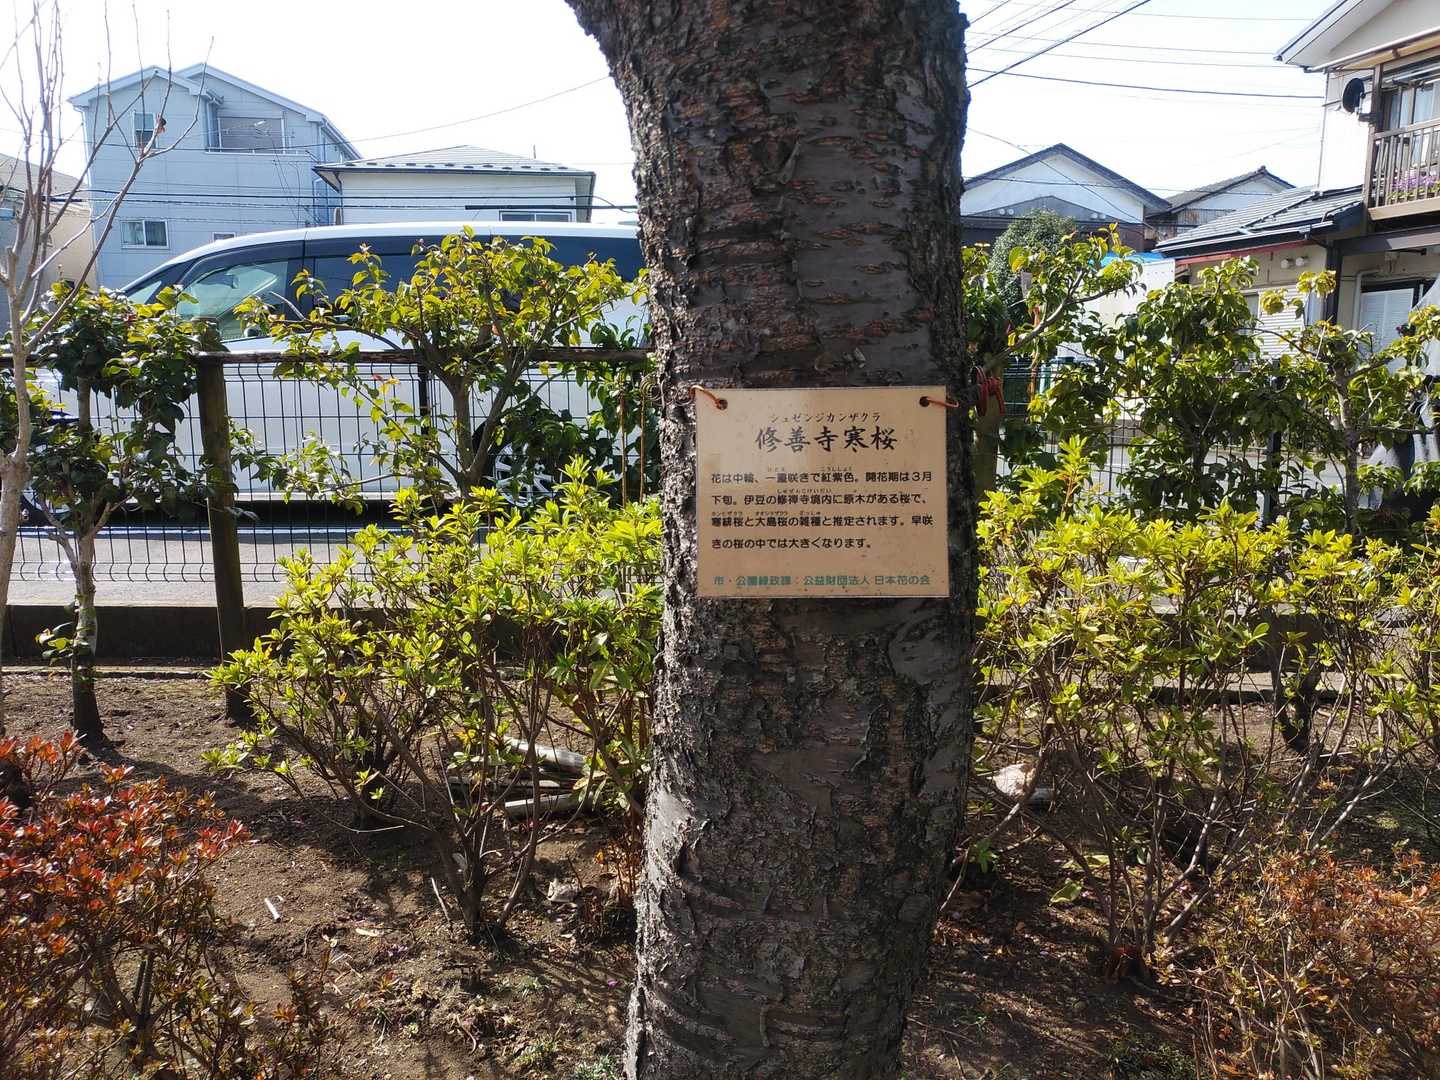 シュゼンジカンザクラ
修善寺寒桜
花は中輪、一重咲きで紅紫色。開花期は3月
下旬。伊豆の修禅寺境内に原木がある桜で、
寒緋桜と大島桜の雑種と推定されます。早咲
きの桜の中では大きくなります。
市・公園緑政課：公益財団法人 日本花の会